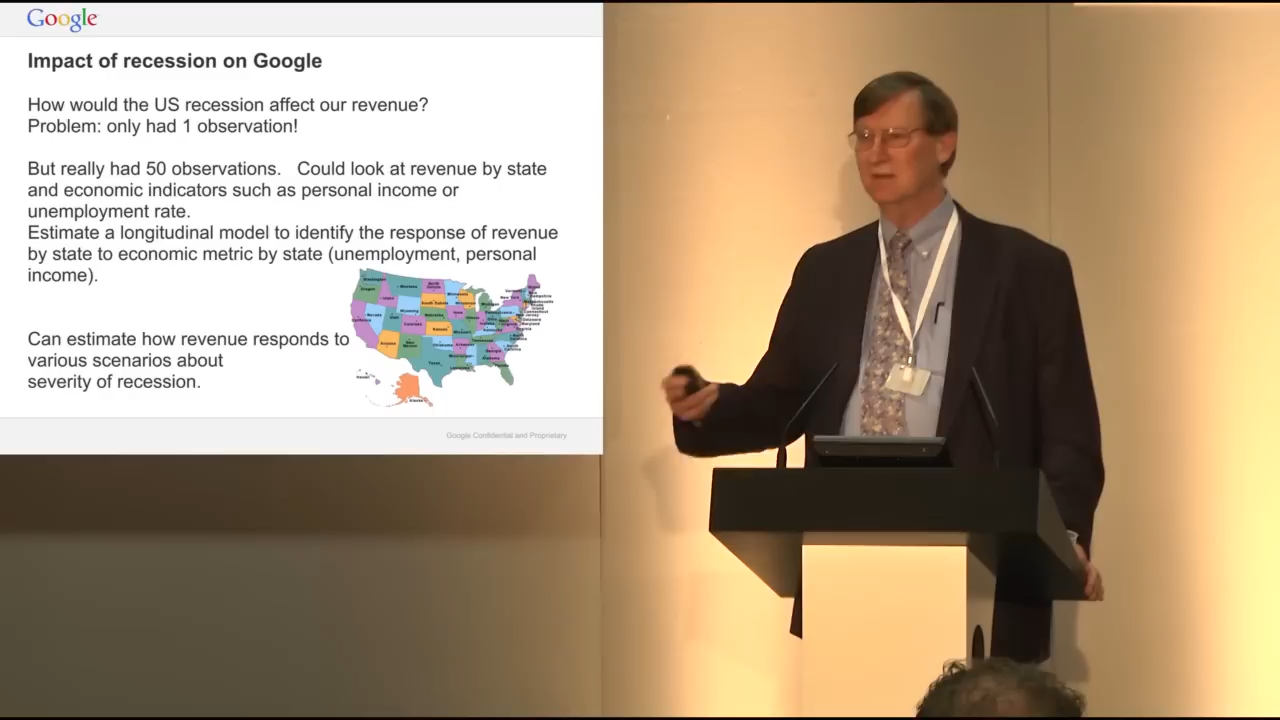 Google
Impact of recession on Google
How would the US recession affect our revenue?
Problem: only had 1 observation!
But really had 50 observations. Could look at revenue by state
and economic indicators such as personal income or
unemployment rate.
Estimate a longitudinal model to identify the response of revenue
by state to economic metric by state (unemployment, personal
income).
Can estimate how revenue responds to
various scenarios about
severity of recession.
Google Confidential and Proprietary